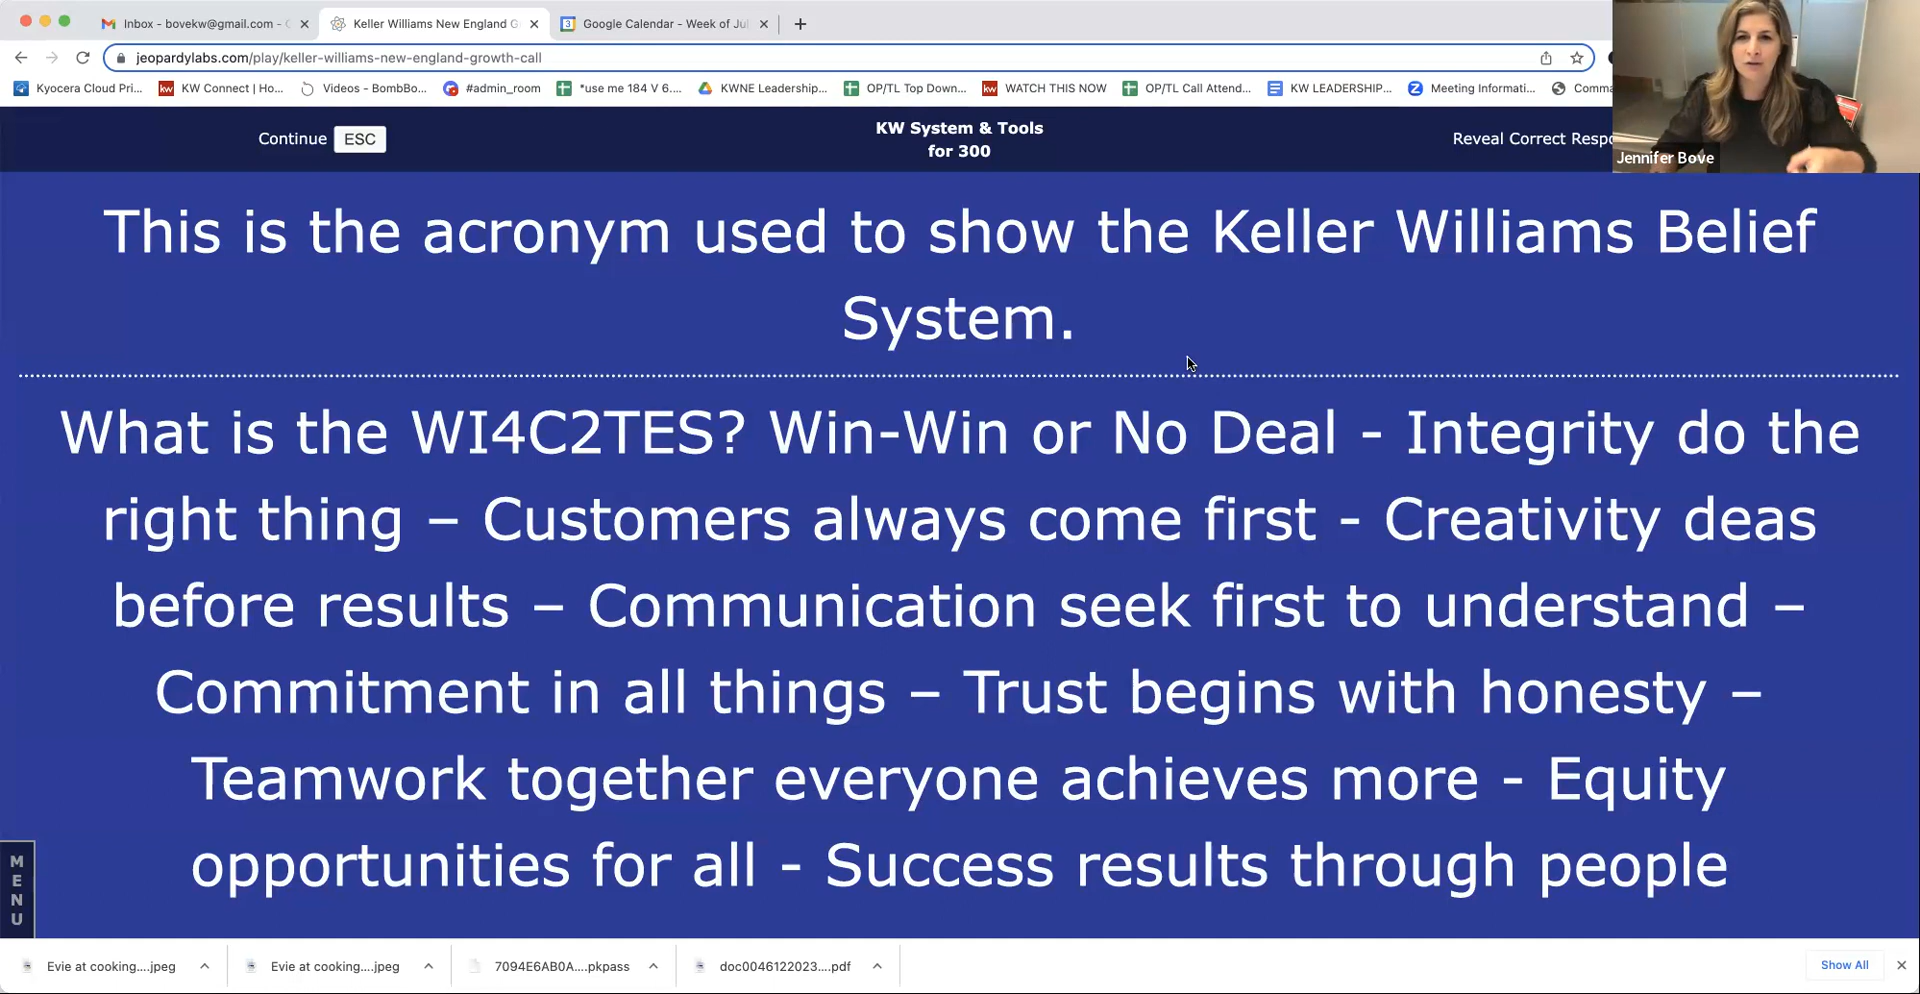 Inbox - bovekw@gmail.com -
Keller Williams New England G
Google Calendar - Week of Jul
jeopardylabs.com/play/keller-williams-new-england-growth-call
Kyocera Cloud Pri...
KW Connect | Ho...
Videos - BombBo...
#admin_room
*use me 184 V 6....
KWNE Leadership...
OP/TL Top Down...
WATCH THIS NOW
OP/TL Call Attend...
KW LEADERSHIP...
Meeting Informati...
Comma
Continue ESC
KW System & Tools
for 300
Reveal Correct Respo
Jennifer Bove
This is the acronym used to show the Keller Williams Belief
System.
What is the WI4C2TES? Win-Win or No Deal - Integrity do the
right thing – Customers always come first - Creativity deas
before results – Communication seek first to understand –
Commitment in all things – Trust begins with honesty –
Teamwork together everyone achieves more - Equity
opportunities for all - Success results through people
MENU
Evie at cooking....jpeg
Evie at cooking....jpeg
7094E6AB0A....pkpass
doc0046122023....pdf
Show All